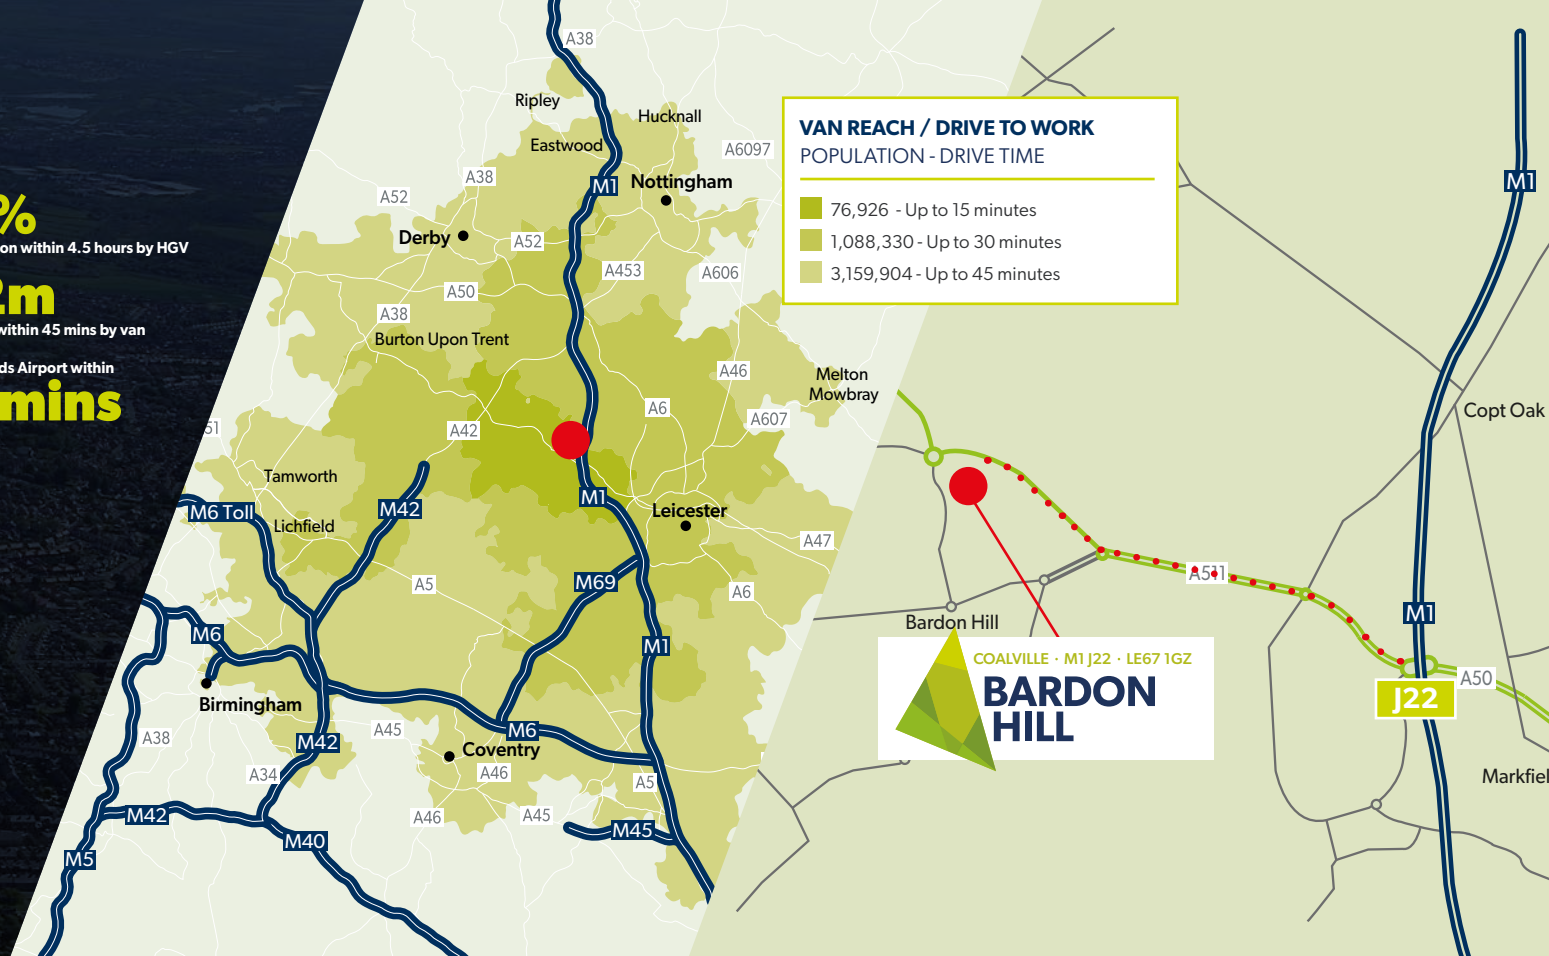 %
on within 4.5 hours by HGV
2m
within 45 mins by van
ds Airport within
mins
A38
Ripley
Hucknall
Eastwood
A6097
A38
M1
Nottingham
A52
Derby
A52
A453
A606
A50
A38
Burton Upon Trent
A46
Melton
Mowbray
A6
A607
A42
51
Tamworth
M1
M6 Toll
M42
Leicester
Lichfield
A47
A5
M69
A6
M6
M1
Birmingham
A38
M42
A45
M6
Coventry
A34
A46
A5
M42
A46
A45
M45
M40
M5
VAN REACH / DRIVE TO WORK
POPULATION - DRIVE TIME
76,926 - Up to 15 minutes
1,088,330 - Up to 30 minutes
3,159,904 - Up to 45 minutes
M1
Copt Oak
A511
M1
Bardon Hill
COALVILLE · M1 J22 · LE67 1GZ
BARDON
HILL
A50
J22
Markfiel